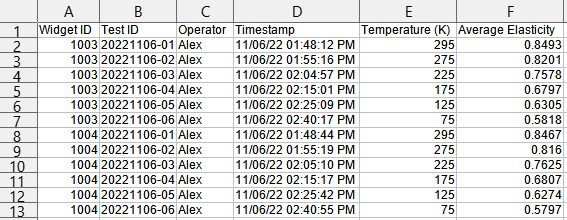 A B C D E F
1 Widget ID Test ID Operator Timestamp Temperature (K) Average Elasticity
2 1003 20221106-01 Alex 11/06/22 01:48:12 PM 295 0.8493
3 1003 20221106-02 Alex 11/06/22 01:55:16 PM 275 0.8201
4 1003 20221106-03 Alex 11/06/22 02:04:57 PM 225 0.7578
5 1003 20221106-04 Alex 11/06/22 02:15:01 PM 175 0.6797
6 1003 20221106-05 Alex 11/06/22 02:25:09 PM 125 0.6305
7 1003 20221106-06 Alex 11/06/22 02:40:17 PM 75 0.5818
8 1004 20221106-01 Alex 11/06/22 01:48:44 PM 295 0.8467
9 1004 20221106-02 Alex 11/06/22 01:55:19 PM 275 0.816
10 1004 20221106-03 Alex 11/06/22 02:05:10 PM 225 0.7625
11 1004 20221106-04 Alex 11/06/22 02:15:17 PM 175 0.6807
12 1004 20221106-05 Alex 11/06/22 02:25:42 PM 125 0.6274
13 1004 20221106-06 Alex 11/06/22 02:40:55 PM 75 0.5797